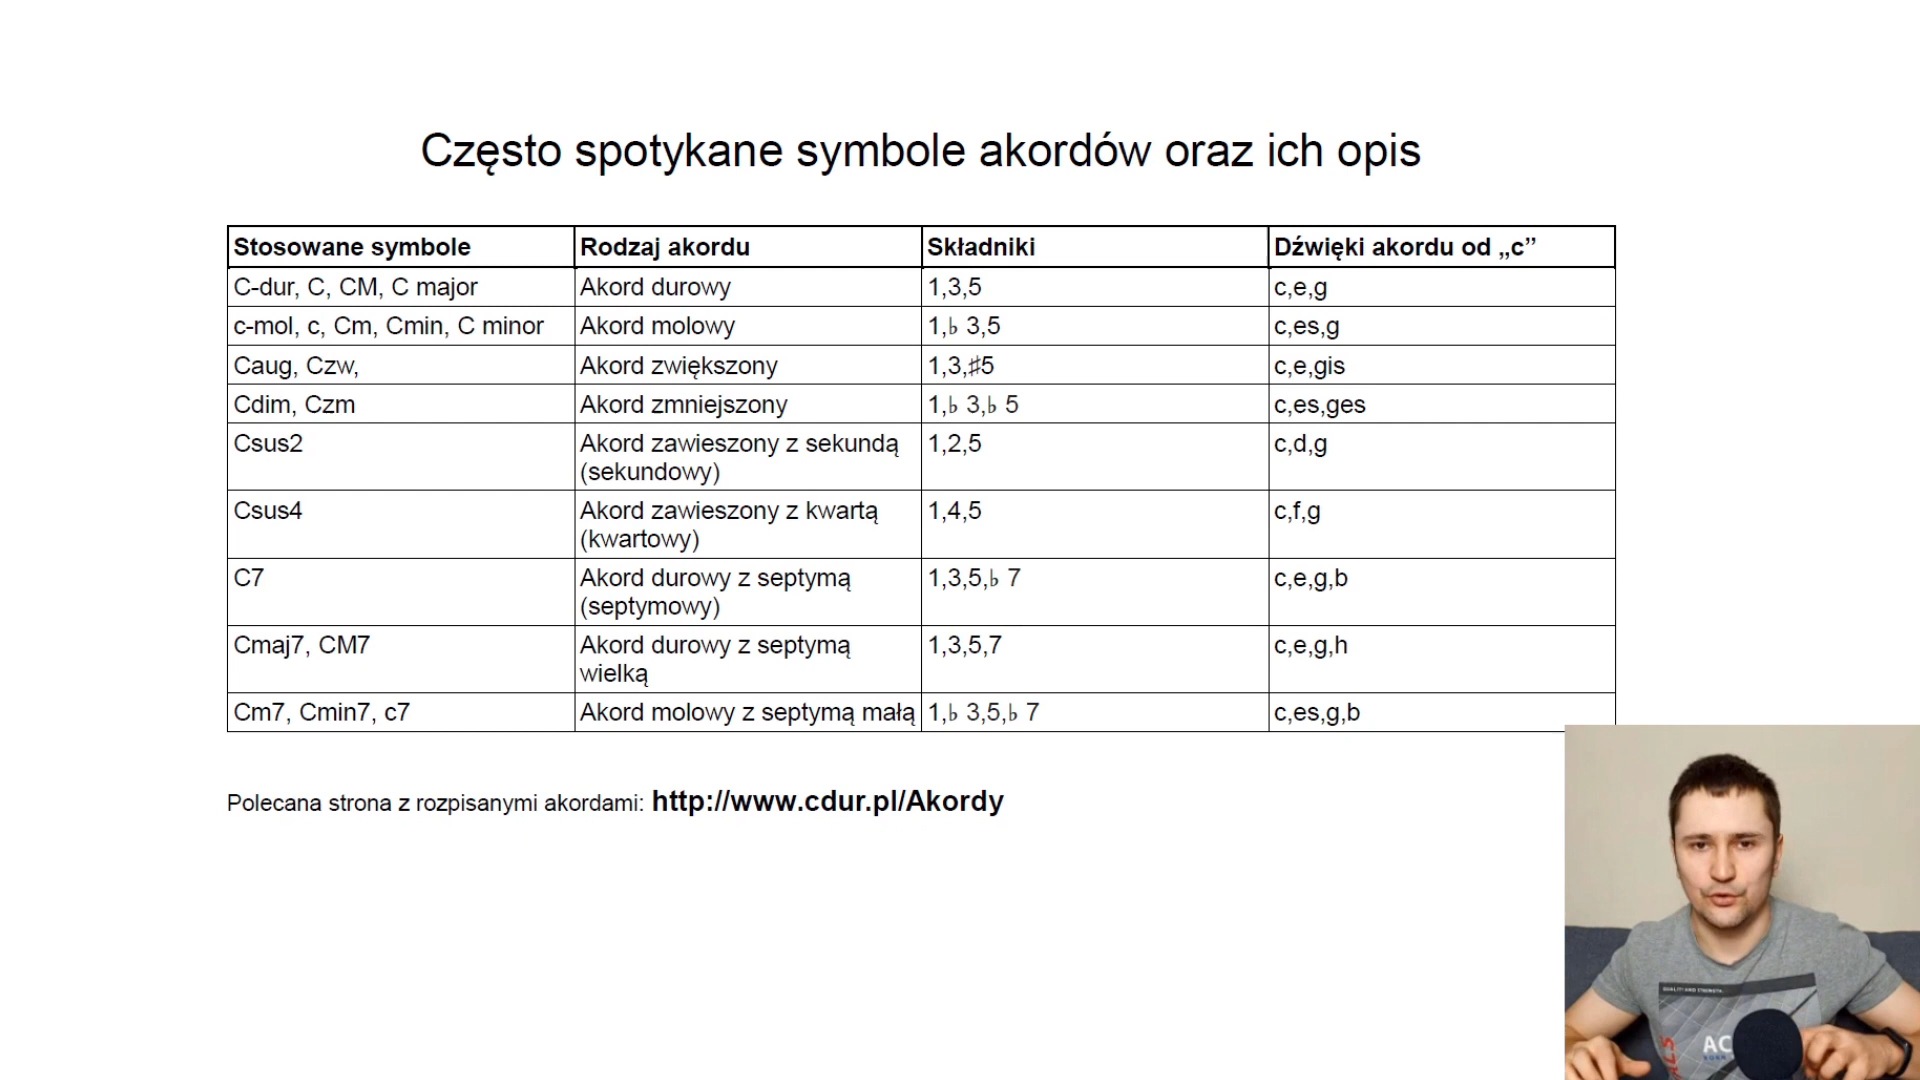 Często spotykane symbole akordów oraz ich opis
Stosowane symbole Rodzaj akordu Składniki Dźwięki akordu od „c”
C-dur, C, CM, C major Akord durowy 1,3,5 c,e,g
c-mol, c, Cm, Cmin, C minor Akord molowy 1,♭ 3,5 c,es,g
Caug, Czw, Akord zwiększony 1,3,♯5 c,e,gis
Cdim, Czm Akord zmniejszony 1,♭ 3,♭ 5 c,es,ges
Csus2 Akord zawieszony z sekundą 1,2,5 c,d,g
(sekundowy)
Csus4 Akord zawieszony z kwartą 1,4,5 c,f,g
(kwartowy)
C7 Akord durowy z septymą 1,3,5,♭ 7 c,e,g,b
(septymowy)
Cmaj7, CM7 Akord durowy z septymą 1,3,5,7 c,e,g,h
wielką
Cm7, Cmin7, c7 Akord molowy z septymą małą 1,♭ 3,5,♭ 7 c,es,g,b
Polecana strona z rozpisanymi akordami: http://www.cdur.pl/Akordy
QUALITY AND STRENGTH